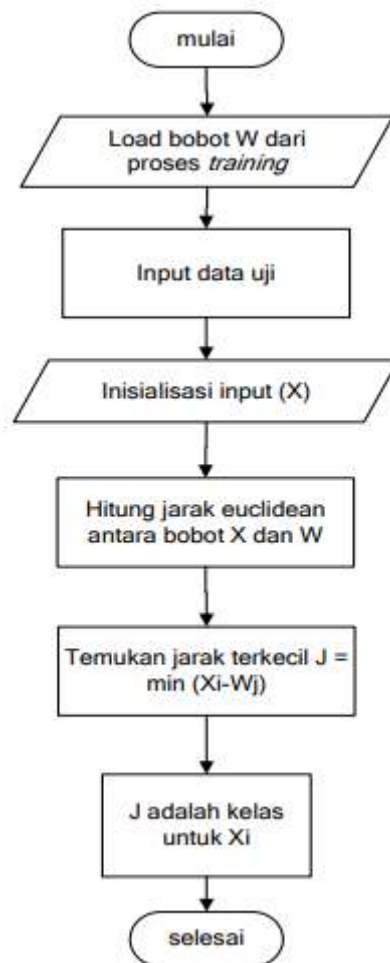 mulai
Load bobot W dari
proses training
Input data uji
Inisialisasi input (X)
Hitung jarak euclidean
antara bobot X dan W
Temukan jarak terkecil J =
min (Xi-Wj)
J adalah kelas
untuk Xi
selesai